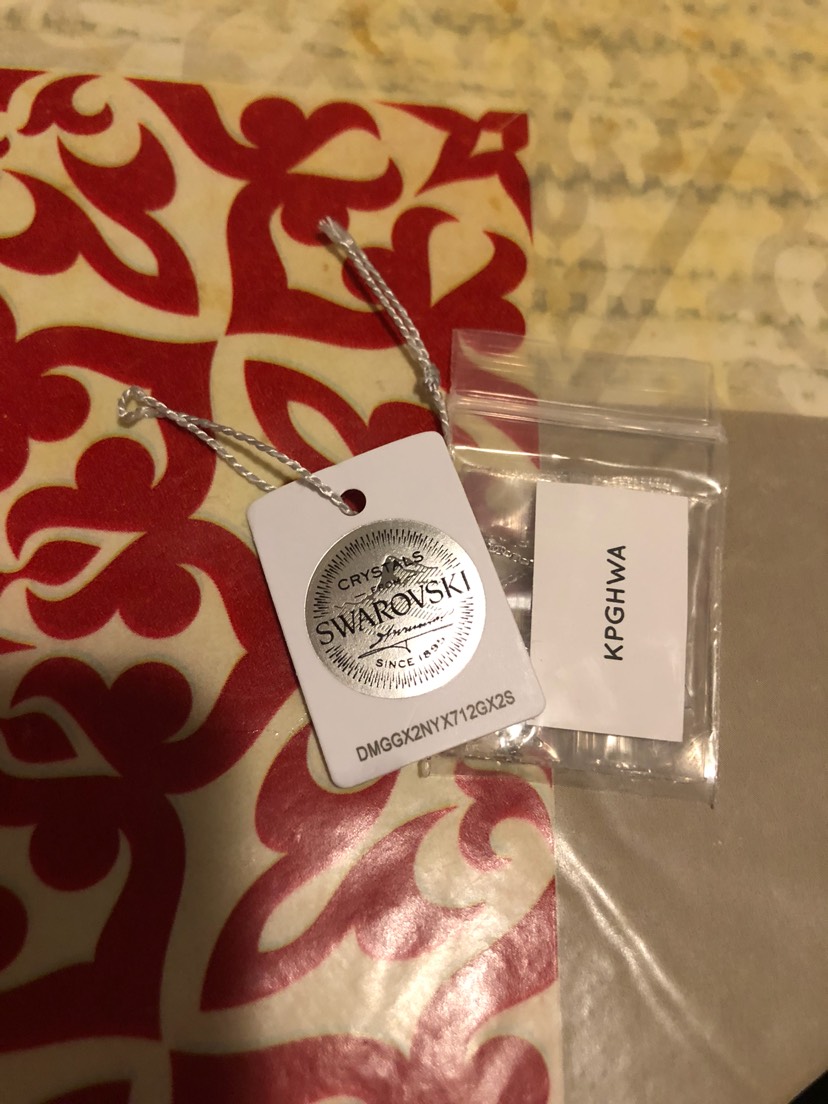 CRYSTALS
FROM
SWAROVSKI
SINCE 1895
DMGGX2NYX712GX2S
KPGHWA